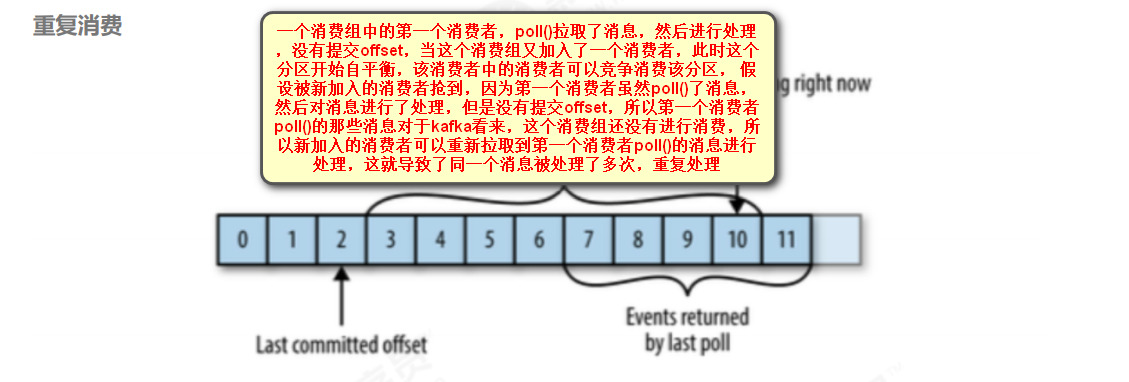 重复消费
一个消费组中的第一个消费者，poll()拉取了消息，然后进行处理
，没有提交offset，当这个消费组又加入了一个消费者，此时这个
分区开始自平衡，该消费者中的消费者可以竞争消费该分区， 假
设被新加入的消费者抢到，因为第一个消费者虽然poll()了消息，
然后对消息进行了处理，但是没有提交offset，所以第一个消费者
poll()的那些消息对于kafka看来，这个消费组还没有进行消费，所
以新加入的消费者可以重新拉取到第一个消费者poll()的消息进行
处理，这就导致了同一个消息被处理了多次，重复处理
g right now
0 1 2 3 4 5 6 7 8 9 10 11
Events returned
by last poll
Last committed offset